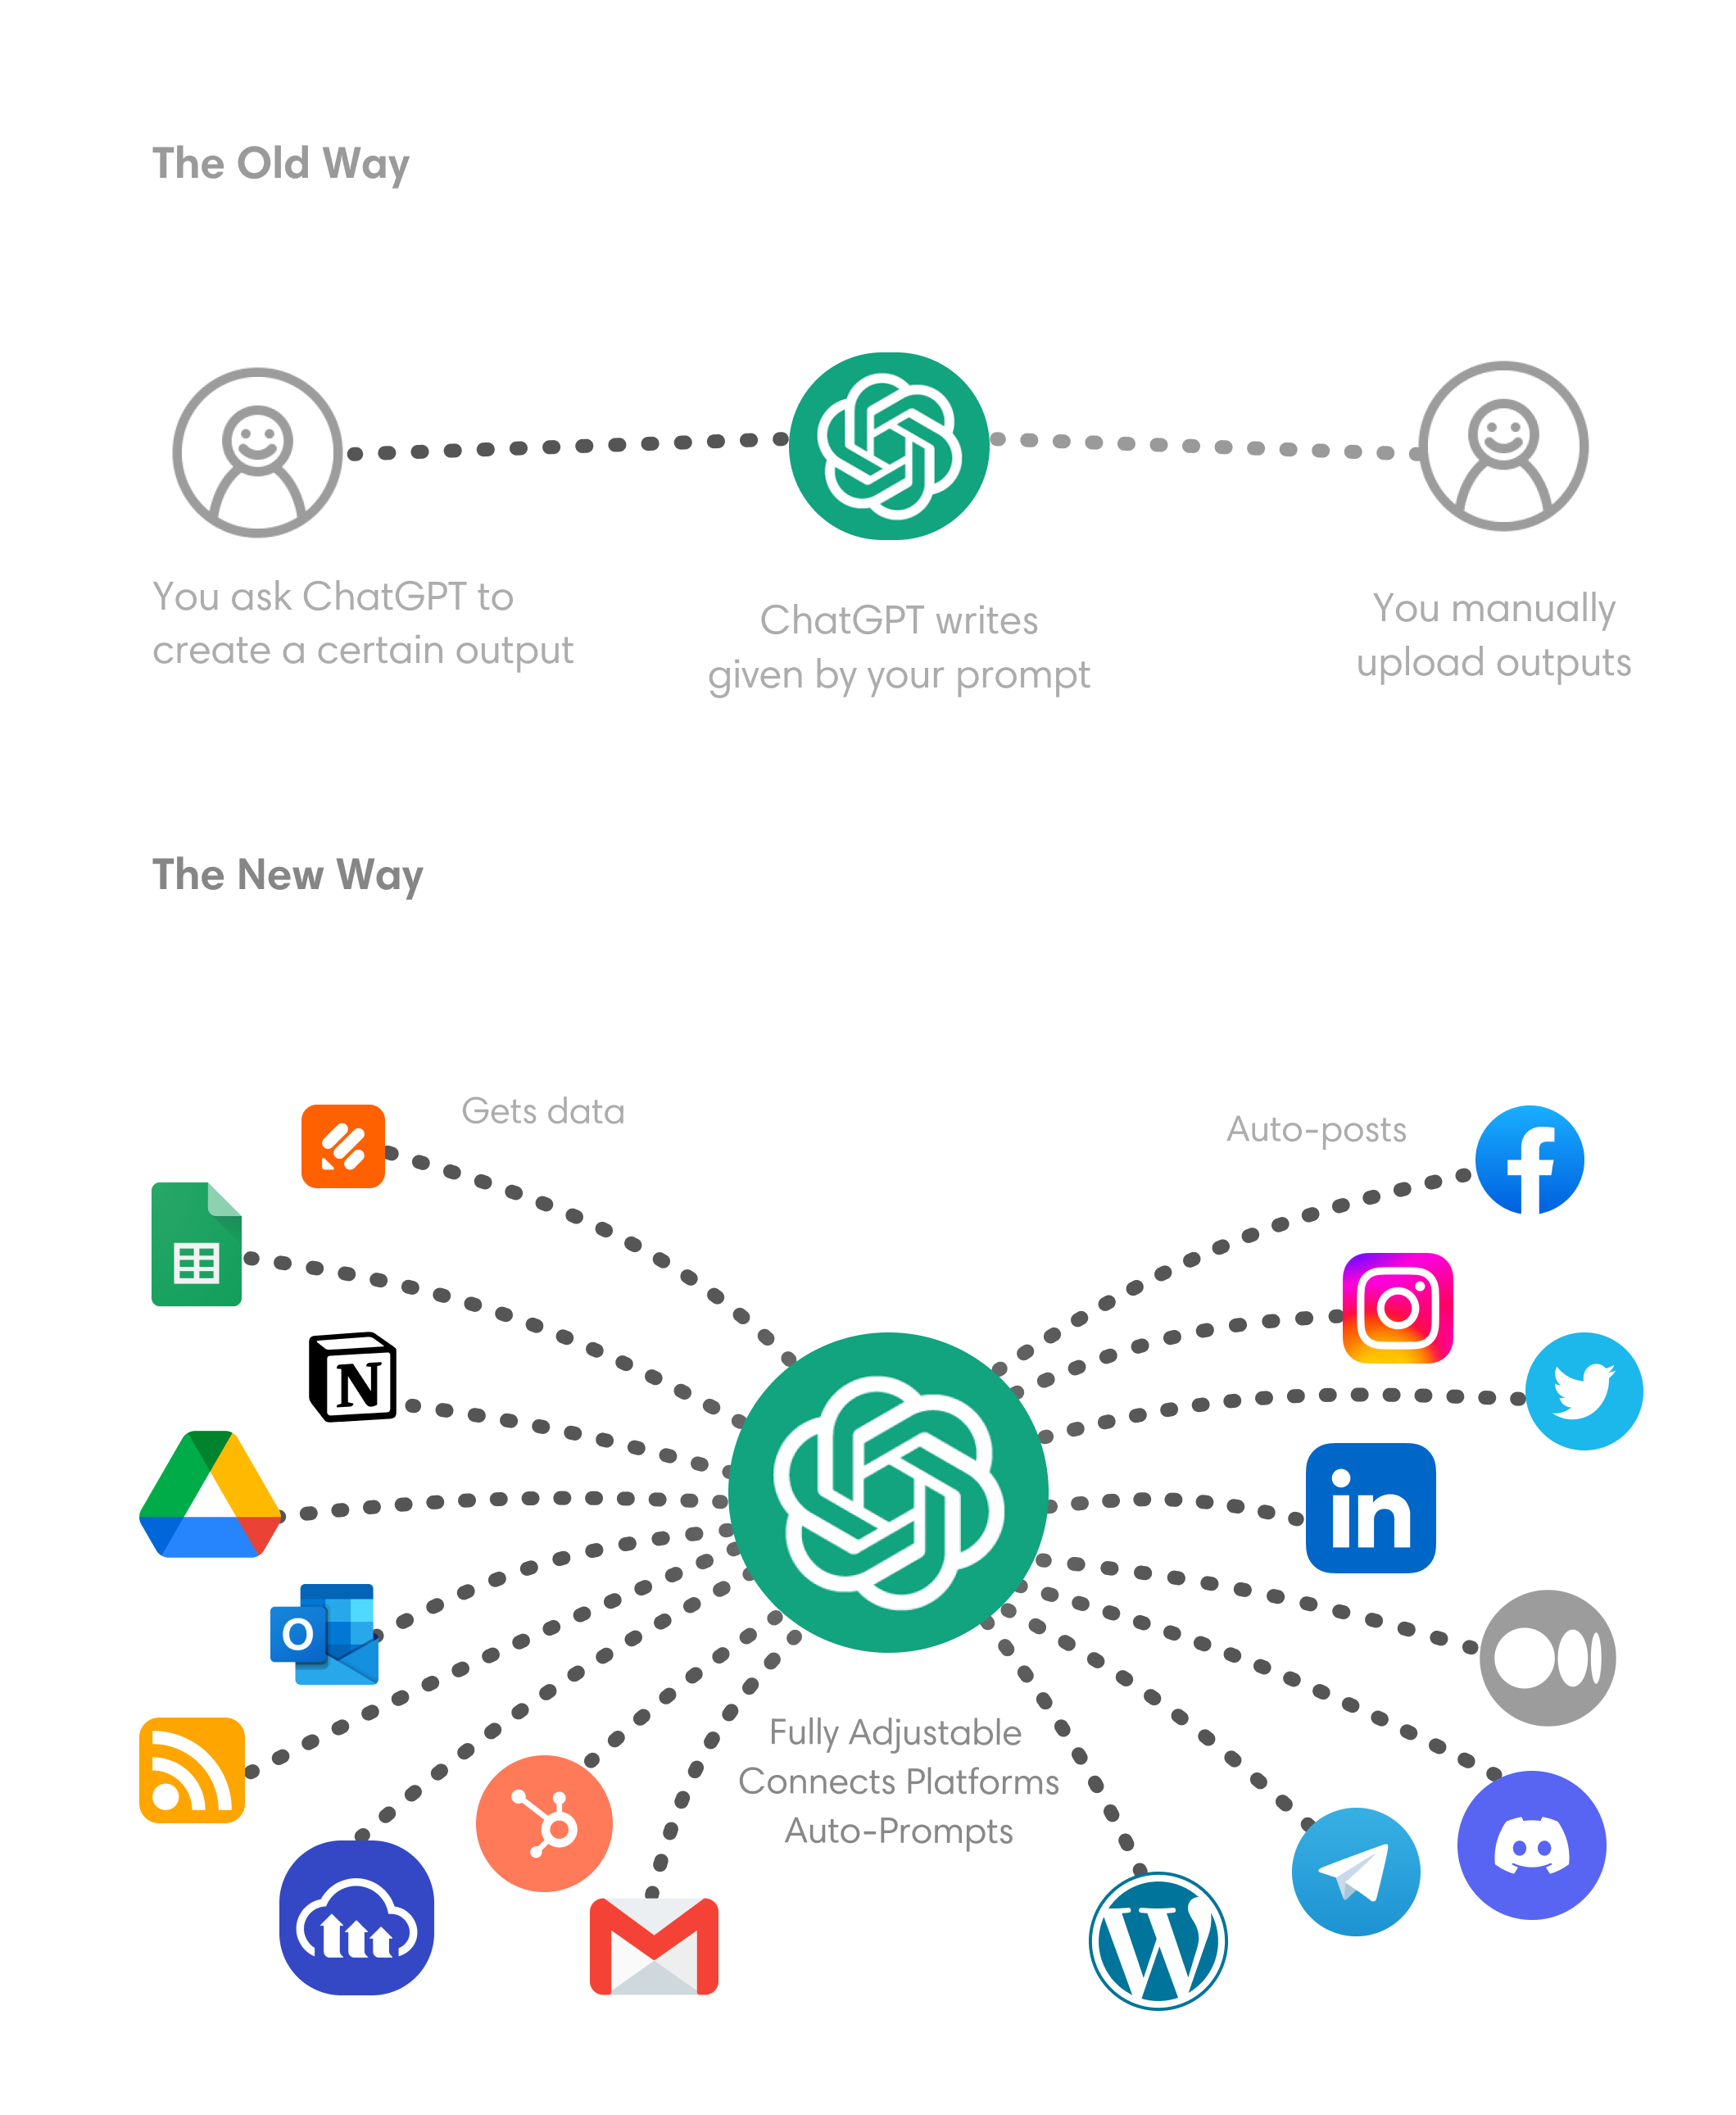 The Old Way
You ask ChatGPT to
create a certain output
ChatGPT writes
given by your prompt
You manually
upload outputs
The New Way
Gets data
Auto-posts
N
in
O
Fully Adjustable
Connects Platforms
Auto-Prompts
W